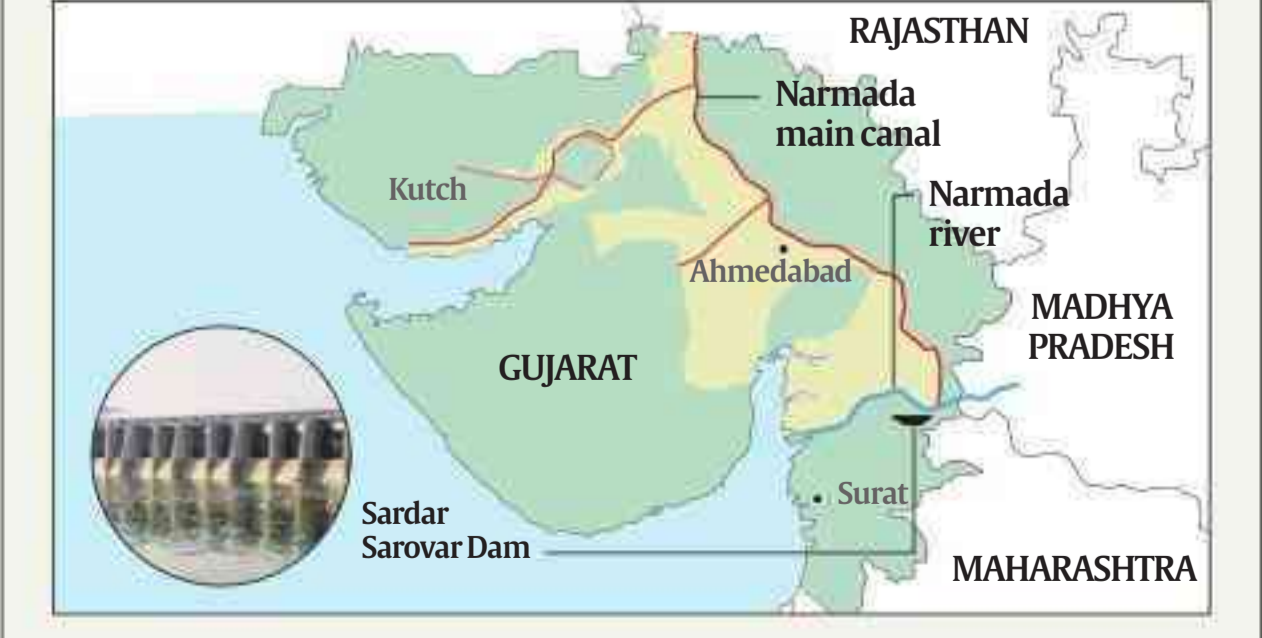 RAJASTHAN
Narmada
main canal
Kutch
Narmada
river
Ahmedabad
MADHYA
PRADESH
GUJARAT
Surat
Sardar
Sarovar Dam
MAHARASHTRA